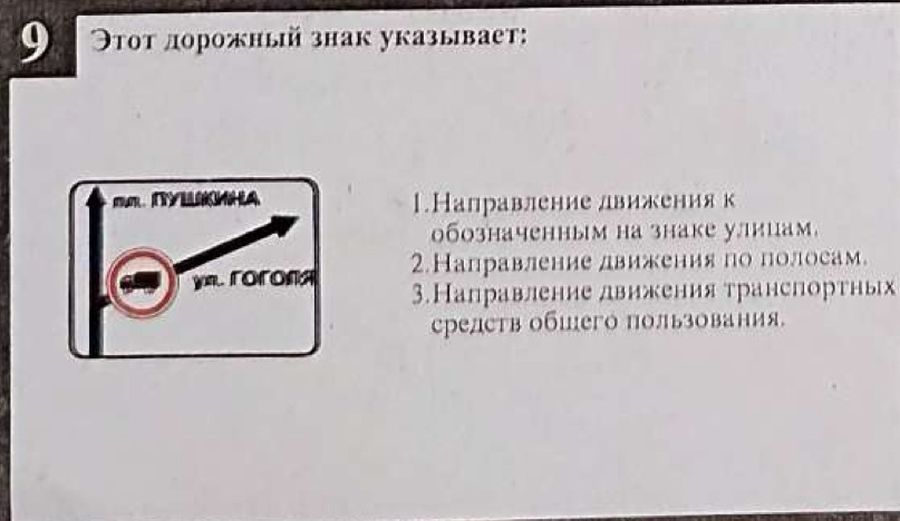 9
Этот дорожный знак указывает:
пл. ПУШКИНА
ул. ГОГОЛЯ
1.Направление движения к
обозначенным на знаке улицам.
2.Направление движения по полосам.
3.Направление движения транспортных
средств общего пользования.